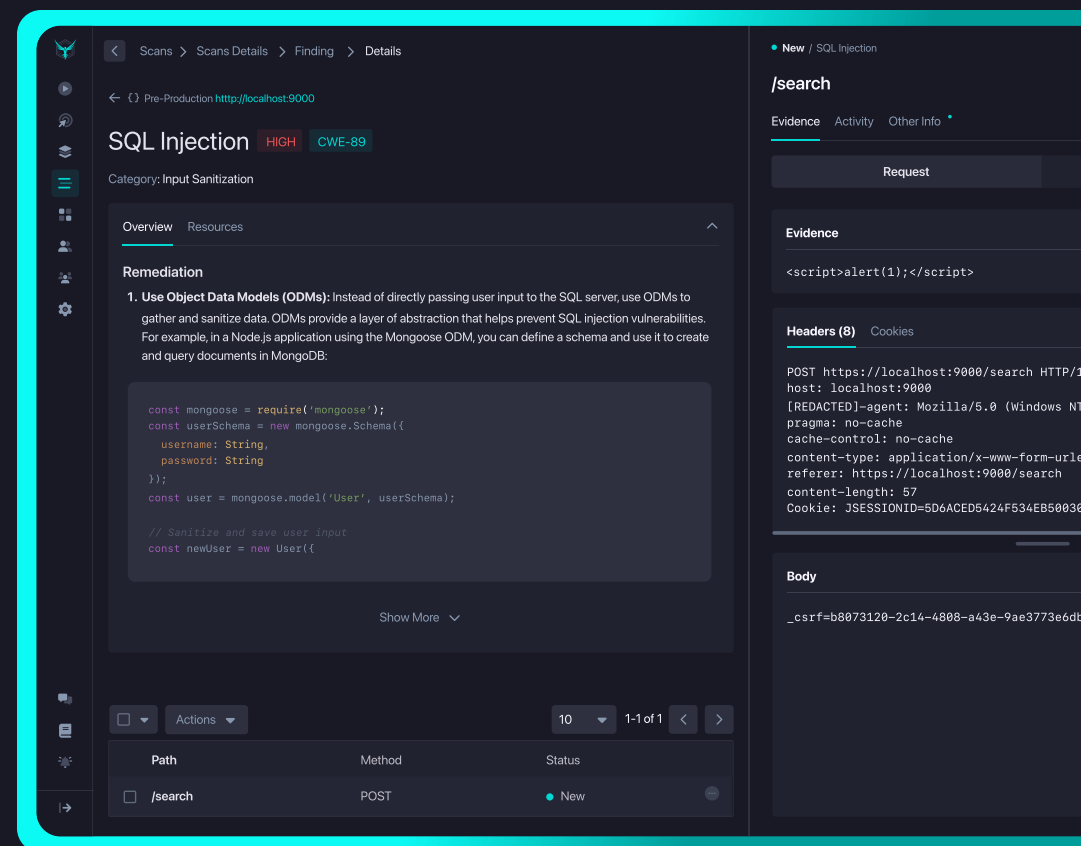 Scans > Scans Details > Finding > Details
Pre-Production htttp://localhost:9000
SQL Injection HIGH CWE-89
Category: Input Sanitization
Overview Resources
Remediation
1. Use Object Data Models (ODMs): Instead of directly passing user input to the SQL server, use ODMs to
gather and sanitize data. ODMs provide a layer of abstraction that helps prevent SQL injection vulnerabilities.
For example, in a Node.js application using the Mongoose ODM, you can define a schema and use it to create
and query documents in MongoDB:
const mongoose = require(‘mongoose’);
const userSchema = new mongoose.Schema({
username: String,
password: String
});
const user = mongoose.model(‘User’, userSchema);
// Sanitize and save user input
const newUser = new User({
Show More
Actions
10
1-1 of 1
Path Method Status
/search POST New
New / SQL Injection
/search
Evidence Activity Other Info
Request
Evidence
<script>alert(1);</script>
Headers (8) Cookies
POST https://localhost:9000/search HTTP/1
host: localhost:9000
[REDACTED]-agent: Mozilla/5.0 (Windows NT
pragma: no-cache
cache-control: no-cache
content-type: application/x-www-form-urle
referer: https://localhost:9000/search
content-length: 57
Cookie: JSESSIONID=5D6ACED5424F534EB50030
Body
_csrf=b8073120-2c14-4808-a43e-9ae3773e6db